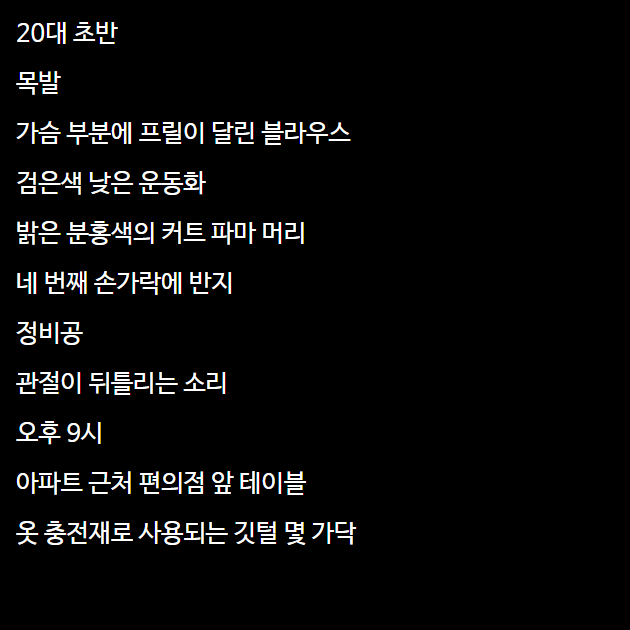 20대 초반
목발
가슴 부분에 프릴이 달린 블라우스
검은색 낮은 운동화
밝은 분홍색의 커트 파마 머리
네 번째 손가락에 반지
정비공
관절이 뒤틀리는 소리
오후 9시
아파트 근처 편의점 앞 테이블
옷 충전재로 사용되는 깃털 몇 가닥